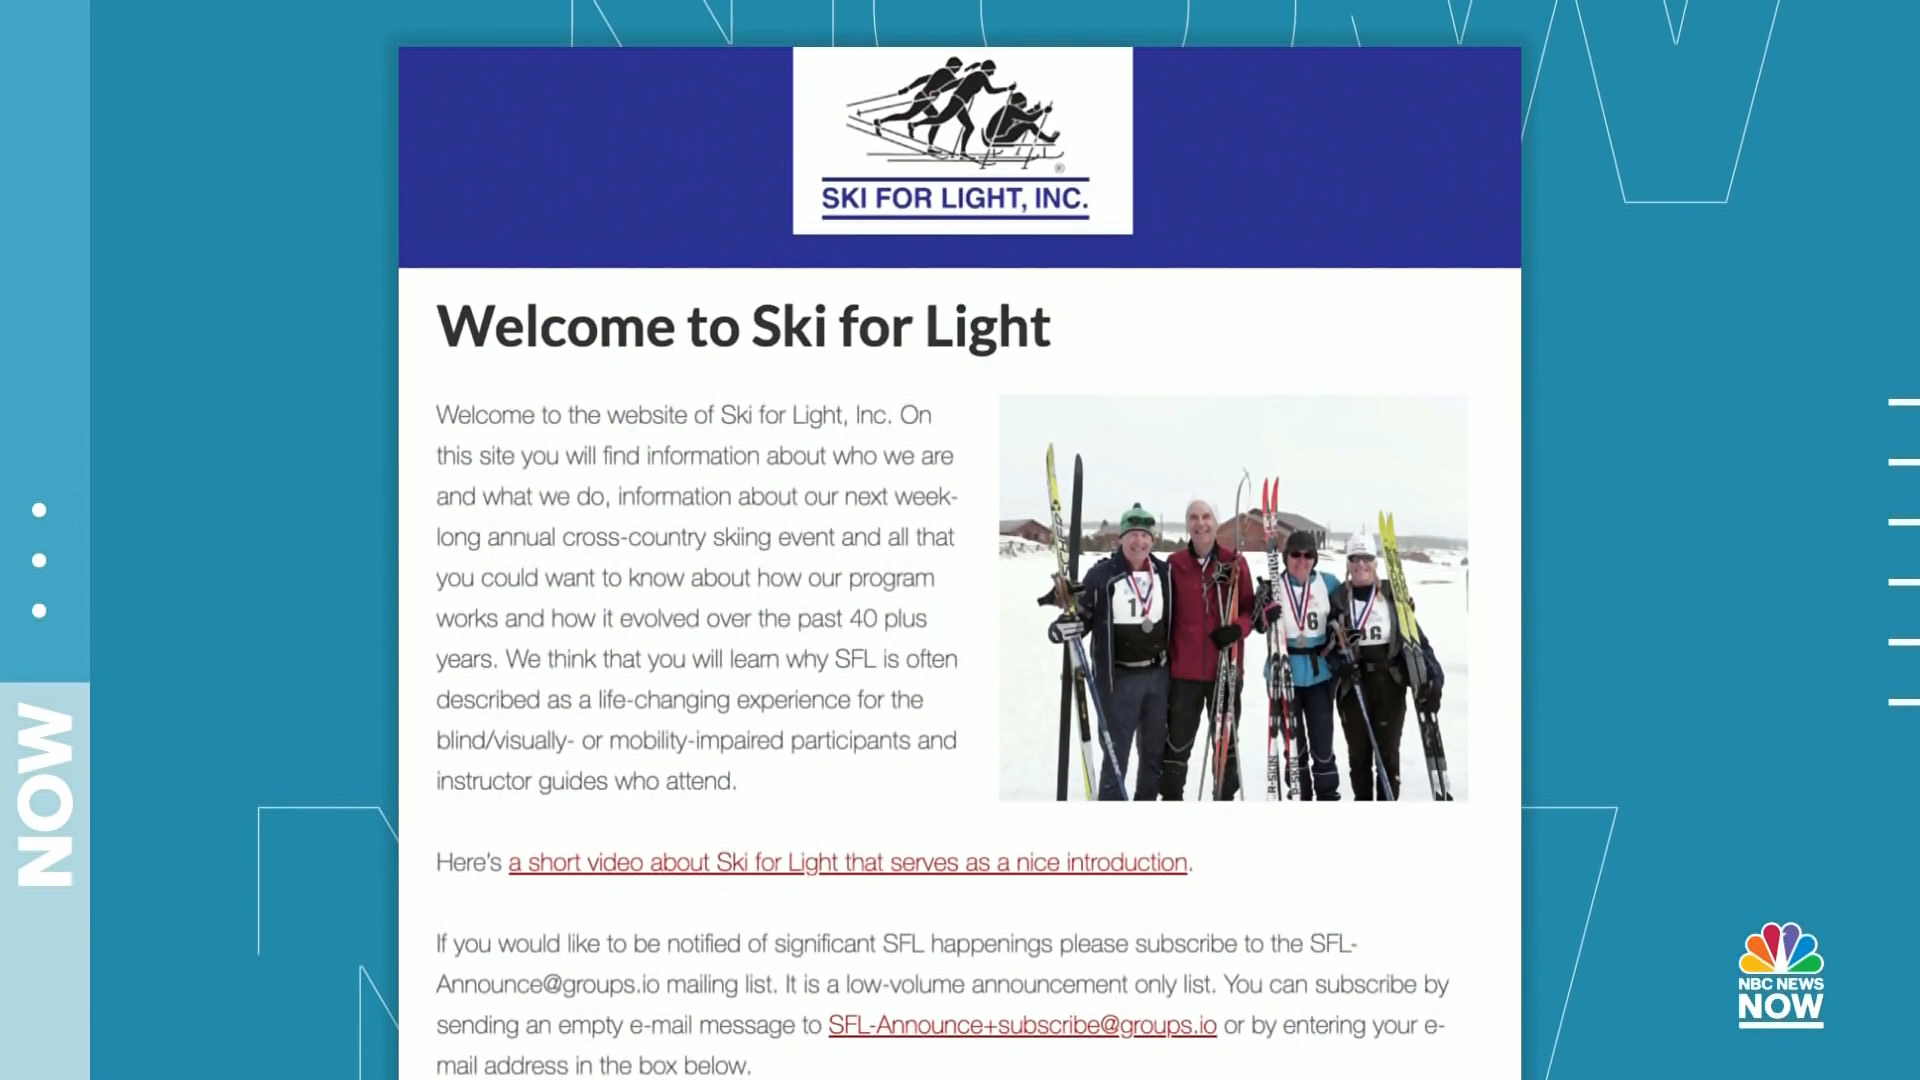 SKI FOR LIGHT, INC.
Welcome to Ski for Light
Welcome to the website of Ski for Light, Inc. On
this site you will find information about who we are
and what we do, information about our next week-
long annual cross-country skiing event and all that
you could want to know about how our program
works and how it evolved over the past 40 plus
years. We think that you will learn why SFL is often
described as a life-changing experience for the
blind/visually- or mobility-impaired participants and
instructor guides who attend.
Here's a short video about Ski for Light that serves as a nice introduction.
If you would like to be notified of significant SFL happenings please subscribe to the SFL-
Announce@groups.io mailing list. It is a low-volume announcement only list. You can subscribe by
sending an empty e-mail message to SFL-Announce+subscribe@groups.io or by entering your e-
mail address in the box below.
NOW
NBC NEWS
NOW